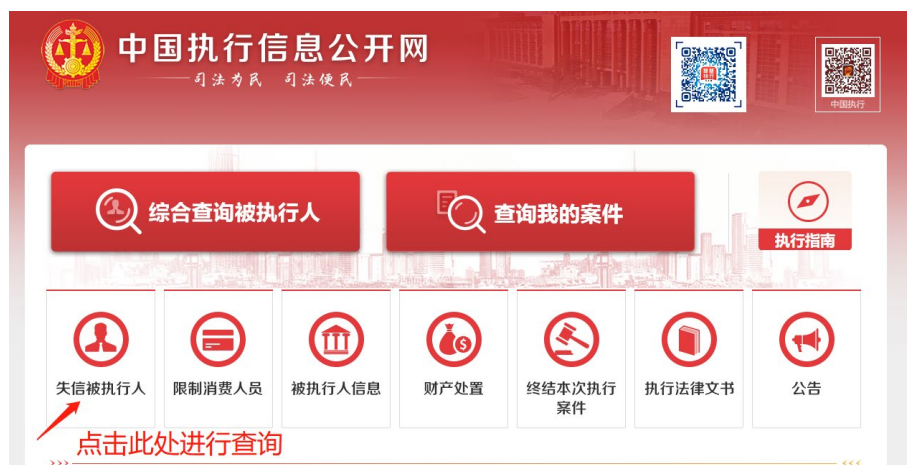 中国执行信息公开网
司法为民 司法便民
中国执行
综合查询被执行人
查询我的案件
执行指南
失信被执行人
限制消费人员
被执行人信息
财产处置
终结本次执行
案件
执行法律文书
公告
点击此处进行查询